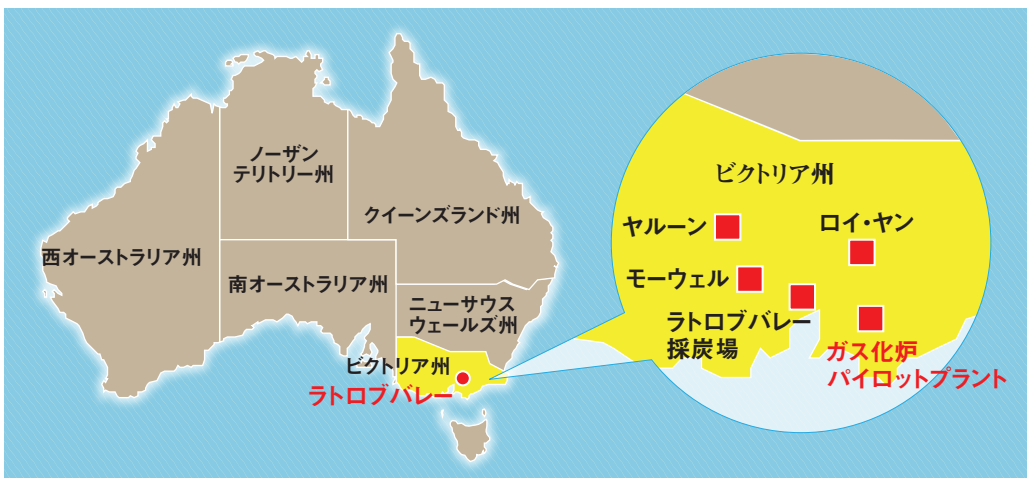 ノーザン
テリトリー州
クイーンズランド州
西オーストラリア州
南オーストラリア州
ニューサウス
ウェールズ州
ビクトリア州
ラトロブバレー
ビクトリア州
ヤルーン
ロイ・ヤン
モーウェル
ラトロブバレー
採炭場
ガス化炉
パイロットプラント